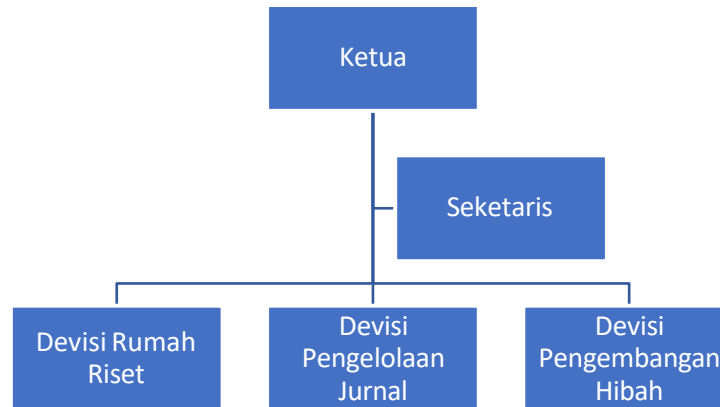 Ketua
Seketaris
Devisi Rumah
Riset
Devisi
Pengelolaan
Jurnal
Devisi
Pengembangan
Hibah